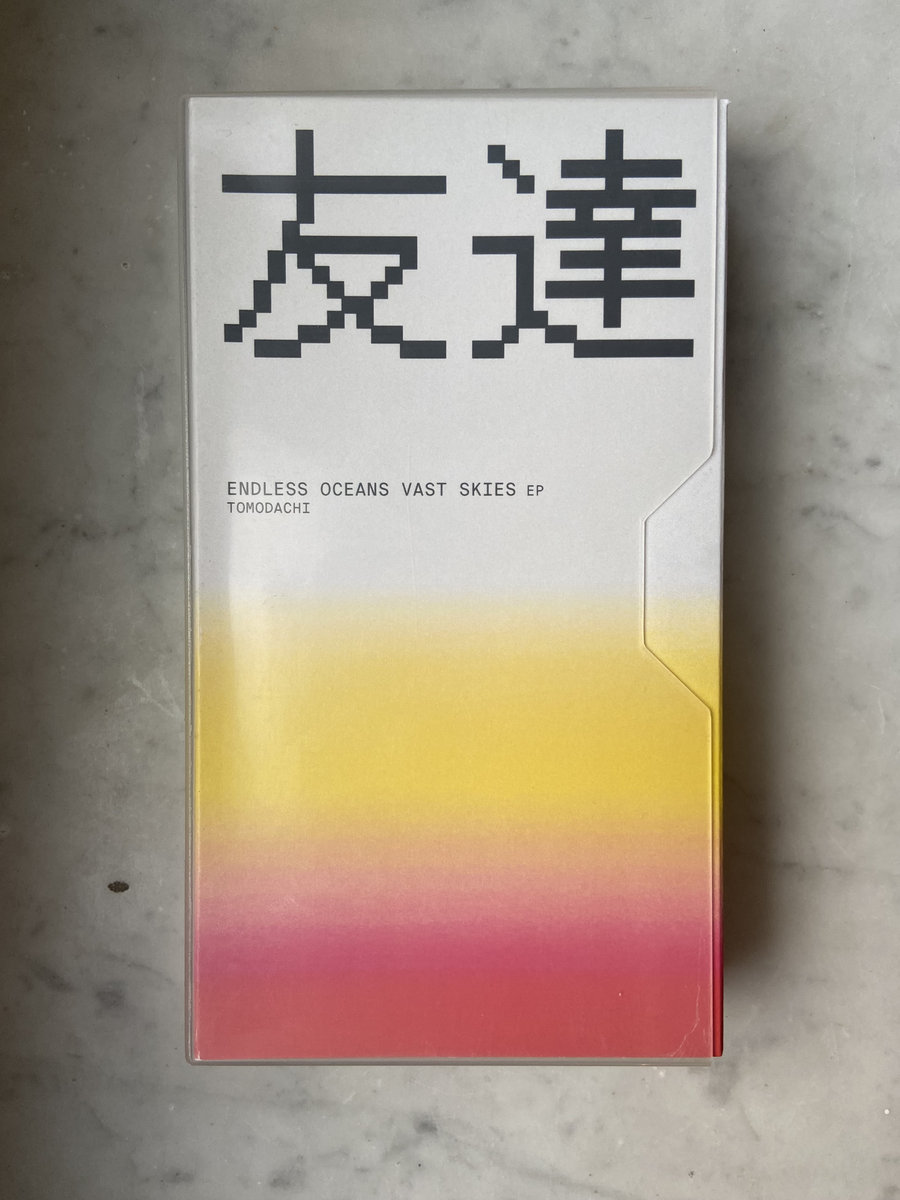 友達
ENDLESS OCEANS VAST SKIES EP
TOMODACHI